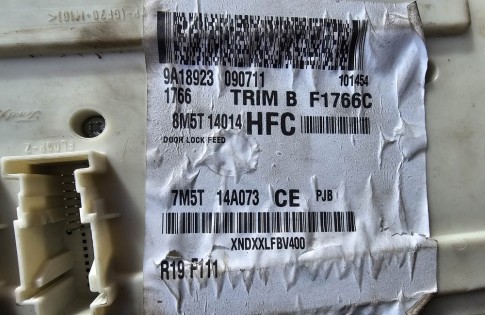 9A18923 090711 101454
1766 TRIM B F1766C
8M5T 14014 HFC
DOOR LOCK FEED
7M5T 14A073 CE PJB
XNDXXLFBV400
R19 F111